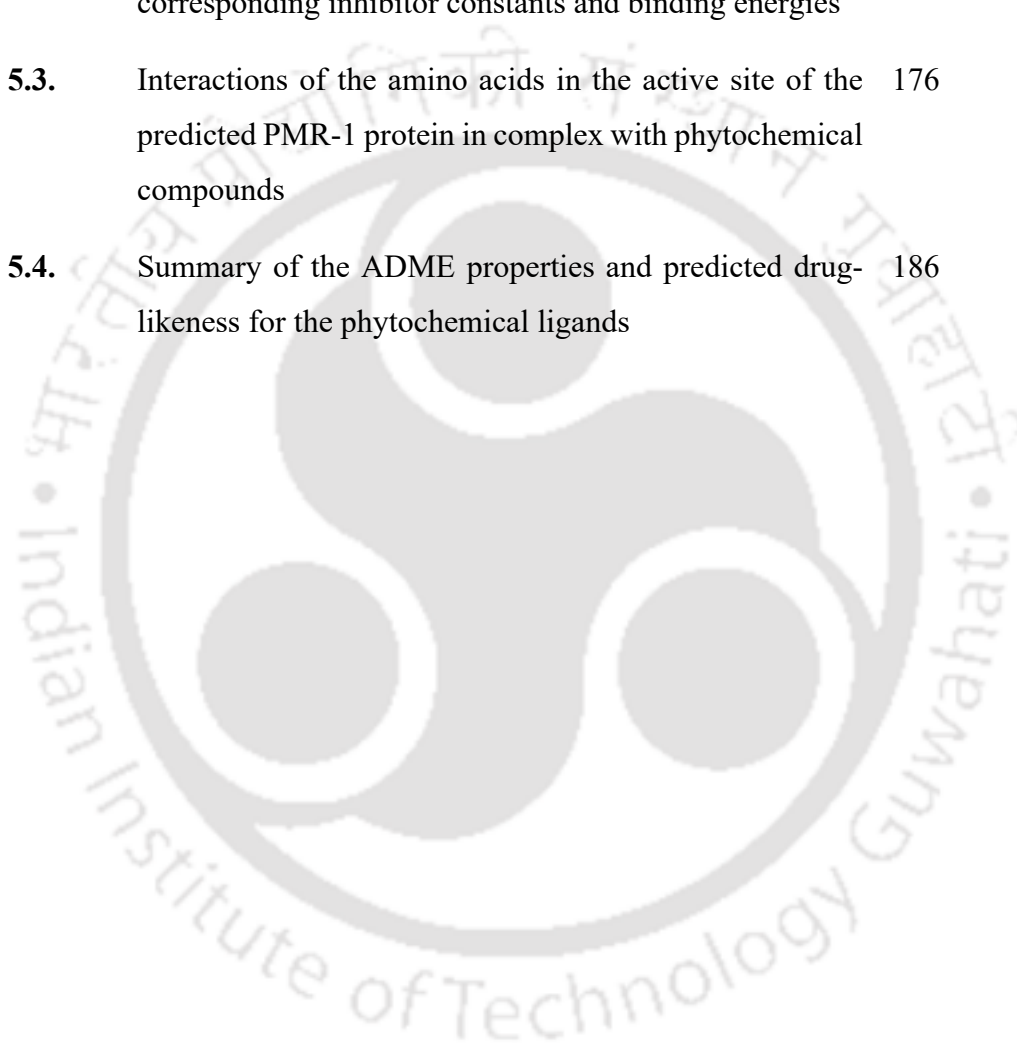 corresponding inhibitor constants and binding energies
5.3. Interactions of the amino acids in the active site of the 176
predicted PMR-1 protein in complex with phytochemical
compounds
5.4. Summary of the ADME properties and predicted drug- 186
likeness for the phytochemical ligands
भारतीय प्रौद्योगिकी संस्थान गुवाहाटी
Indian Institute of Technology Guwahati